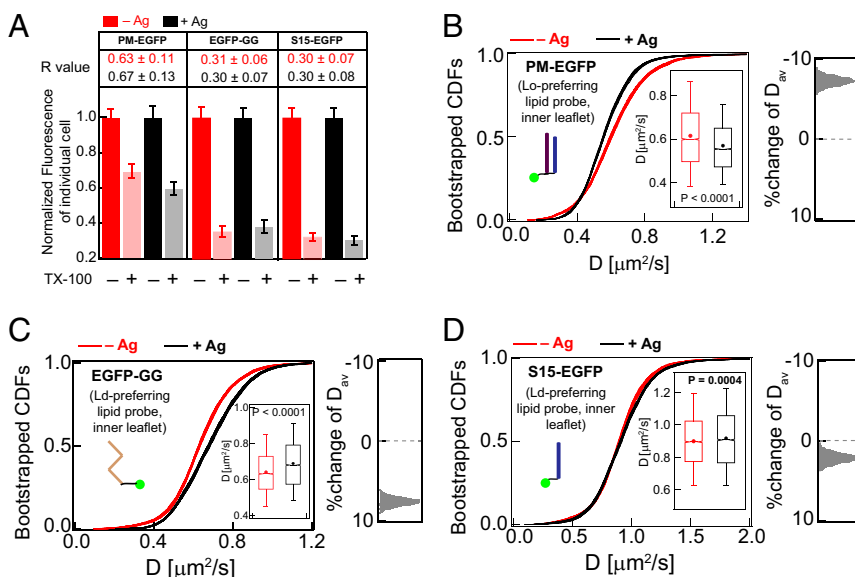 A
– Ag
+ Ag
PM-EGFP
EGFP-GG
S15-EGFP
R value
0.63 ± 0.11
0.31 ± 0.06
0.30 ± 0.07
0.67 ± 0.13
0.30 ± 0.07
0.30 ± 0.08
Normalized Fluorescence
of individual cell
1.0
0.8
0.6
0.4
0.2
TX-100
– + – + – + – + – + – +
B
– Ag
+ Ag
Bootstrapped CDFs
1.0
0.5
0.0
PM-EGFP
(Lo-preferring
lipid probe,
inner leaflet)
D [μm²/s]
0.8
0.6
0.4
P < 0.0001
0.0 0.4 0.8 1.2
D [μm²/s]
%change of Dav
-10
0
10
C
– Ag
+ Ag
Bootstrapped CDFs
1.0
0.5
0.0
EGFP-GG
(Ld-preferring
lipid probe,
inner leaflet)
P < 0.0001
D [μm²/s]
1.0
0.8
0.6
0.4
0.0 0.4 0.8 1.2
D [μm²/s]
%change of Dav
-10
0
10
D
– Ag
+ Ag
Bootstrapped CDFs
1.0
0.5
0.0
S15-EGFP
(Ld-preferring
lipid probe, inner
leaflet)
P = 0.0004
D [μm²/s]
1.2
1.0
0.8
0.6
0.0 0.5 1.0 1.5 2.0
D [μm²/s]
%change of Dav
-10
0
10